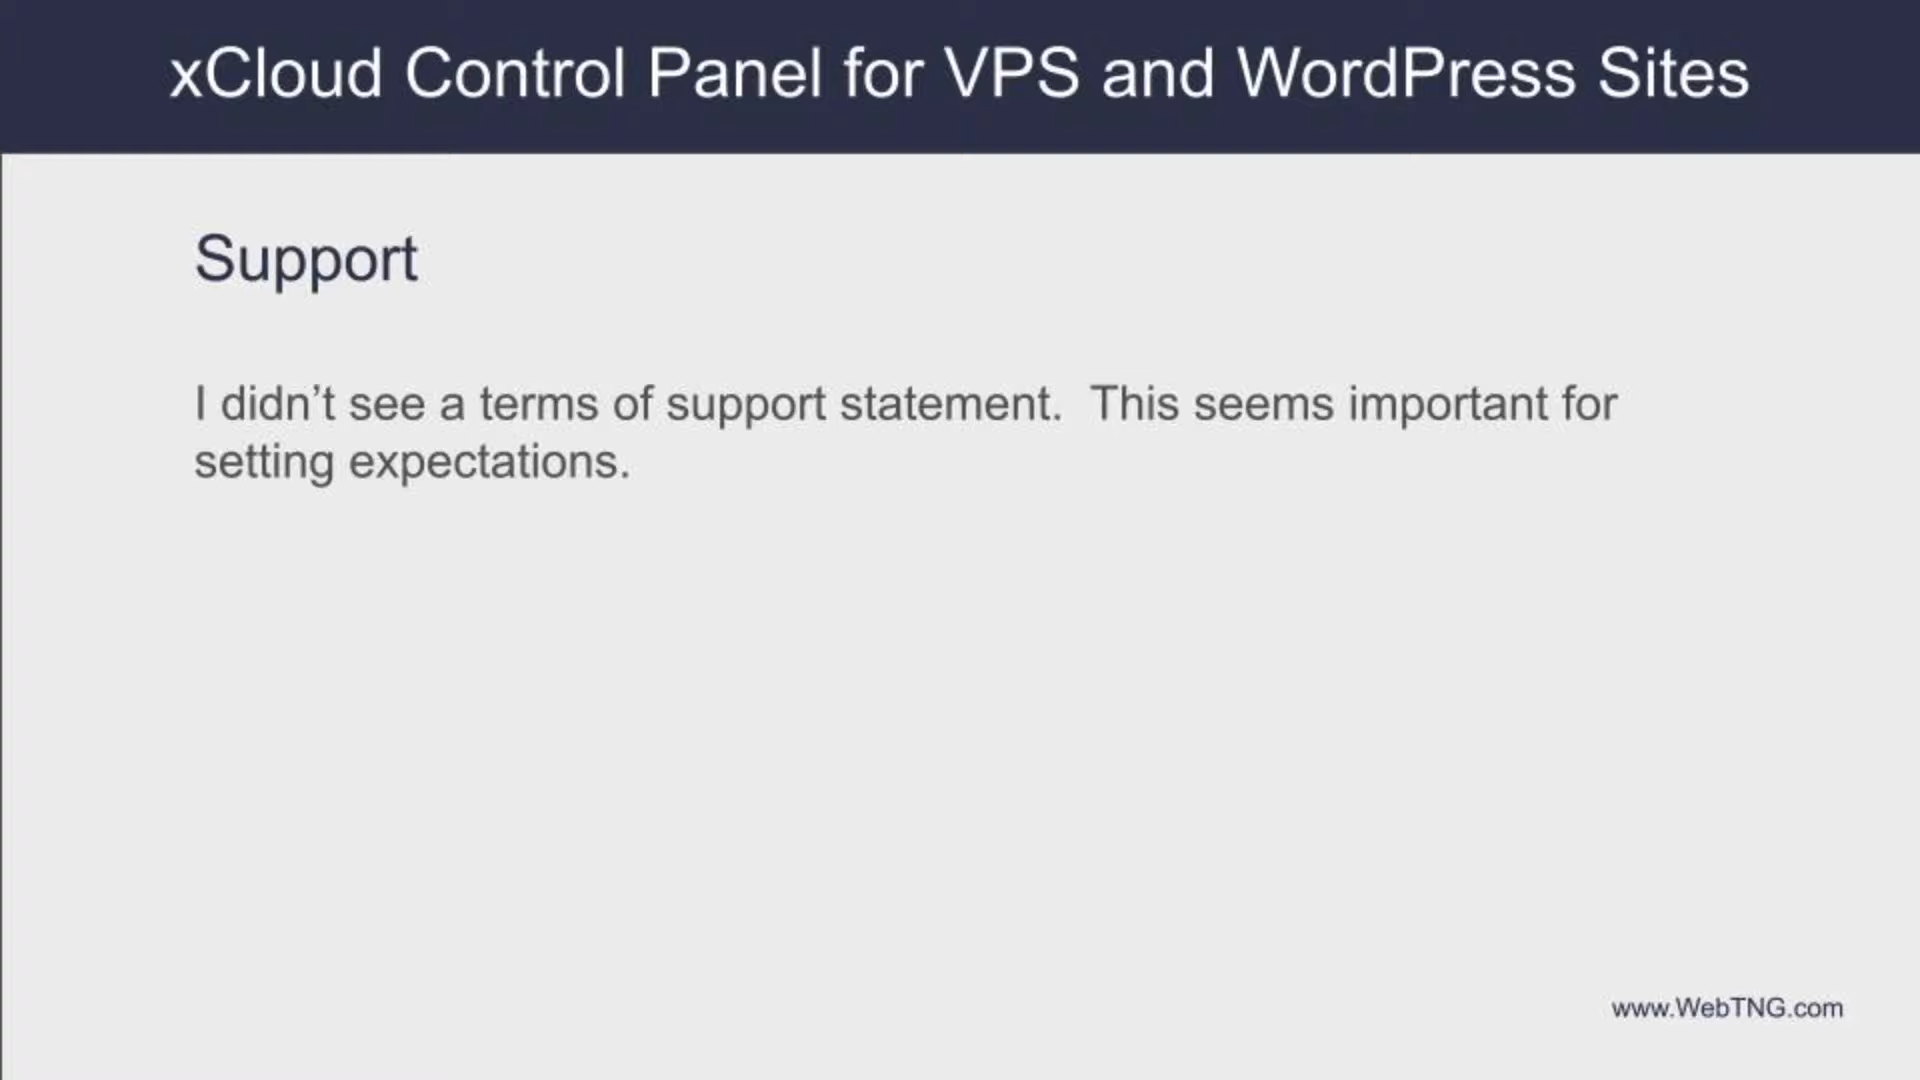 xCloud Control Panel for VPS and WordPress Sites
Support
I didn’t see a terms of support statement.  This seems important for
setting expectations.
www.WebTNG.com